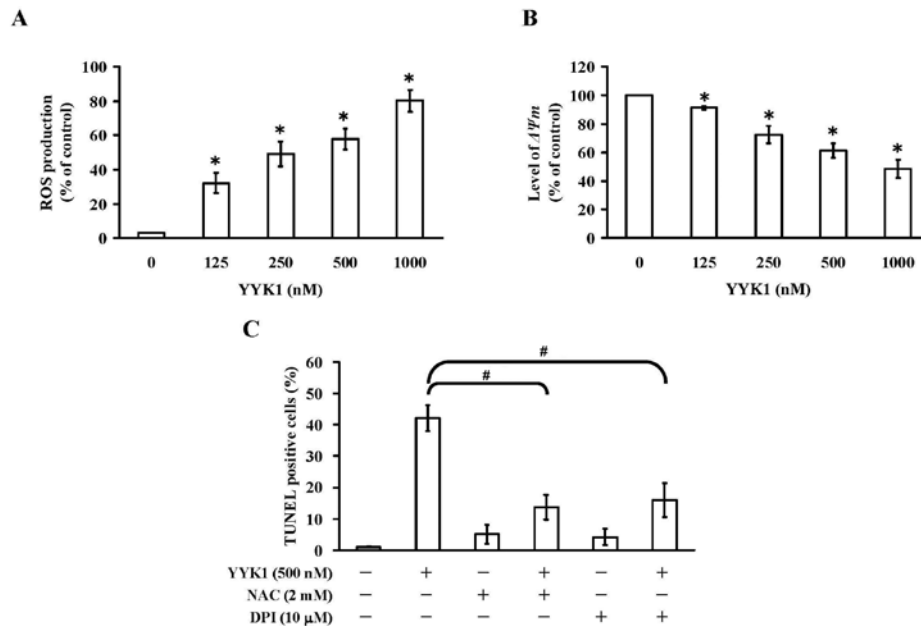 A
ROS production
(% of control)
100
80
60
40
20
0
*
*
*
*
0 125 250 500 1000
YYK1 (nM)
B
Level of ΔΨm
(% of control)
120
100
80
60
40
20
0
*
*
*
*
0 125 250 500 1000
YYK1 (nM)
C
TUNEL positive cells (%)
60
50
40
30
20
10
0
#
#
YYK1 (500 nM) − + − + − +
NAC (2 mM) − − + + − −
DPI (10 μM) − − − − + +